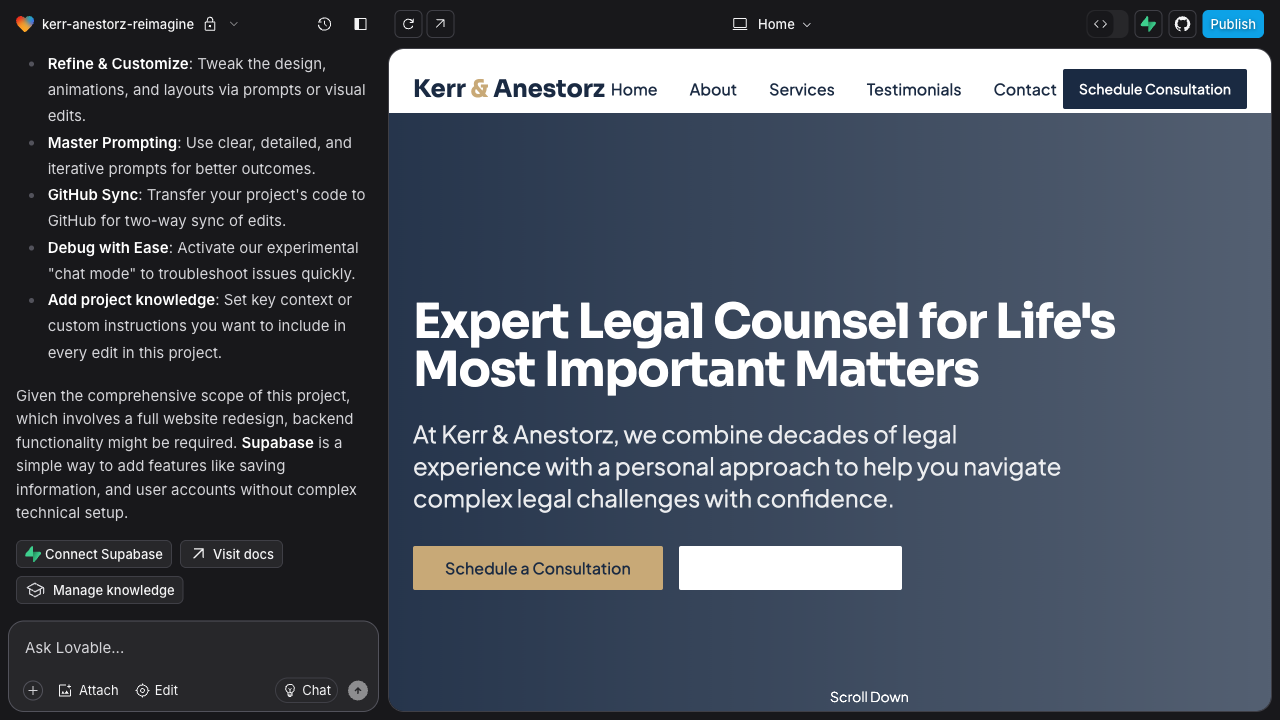 kerr-anestorz-reimagine
Home
Publish
Refine & Customize: Tweak the design,
animations, and layouts via prompts or visual
edits.
Master Prompting: Use clear, detailed, and
iterative prompts for better outcomes.
GitHub Sync: Transfer your project's code to
GitHub for two-way sync of edits.
Debug with Ease: Activate our experimental
"chat mode" to troubleshoot issues quickly.
Add project knowledge: Set key context or
custom instructions you want to include in
every edit in this project.
Given the comprehensive scope of this project,
which involves a full website redesign, backend
functionality might be required. Supabase is a
simple way to add features like saving
information, and user accounts without complex
technical setup.
Connect Supabase
Visit docs
Manage knowledge
Ask Lovable...
Attach
Edit
Chat
Kerr & Anestorz Home About Services Testimonials Contact Schedule Consultation
Expert Legal Counsel for Life's
Most Important Matters
At Kerr & Anestorz, we combine decades of legal
experience with a personal approach to help you navigate
complex legal challenges with confidence.
Schedule a Consultation
Scroll Down